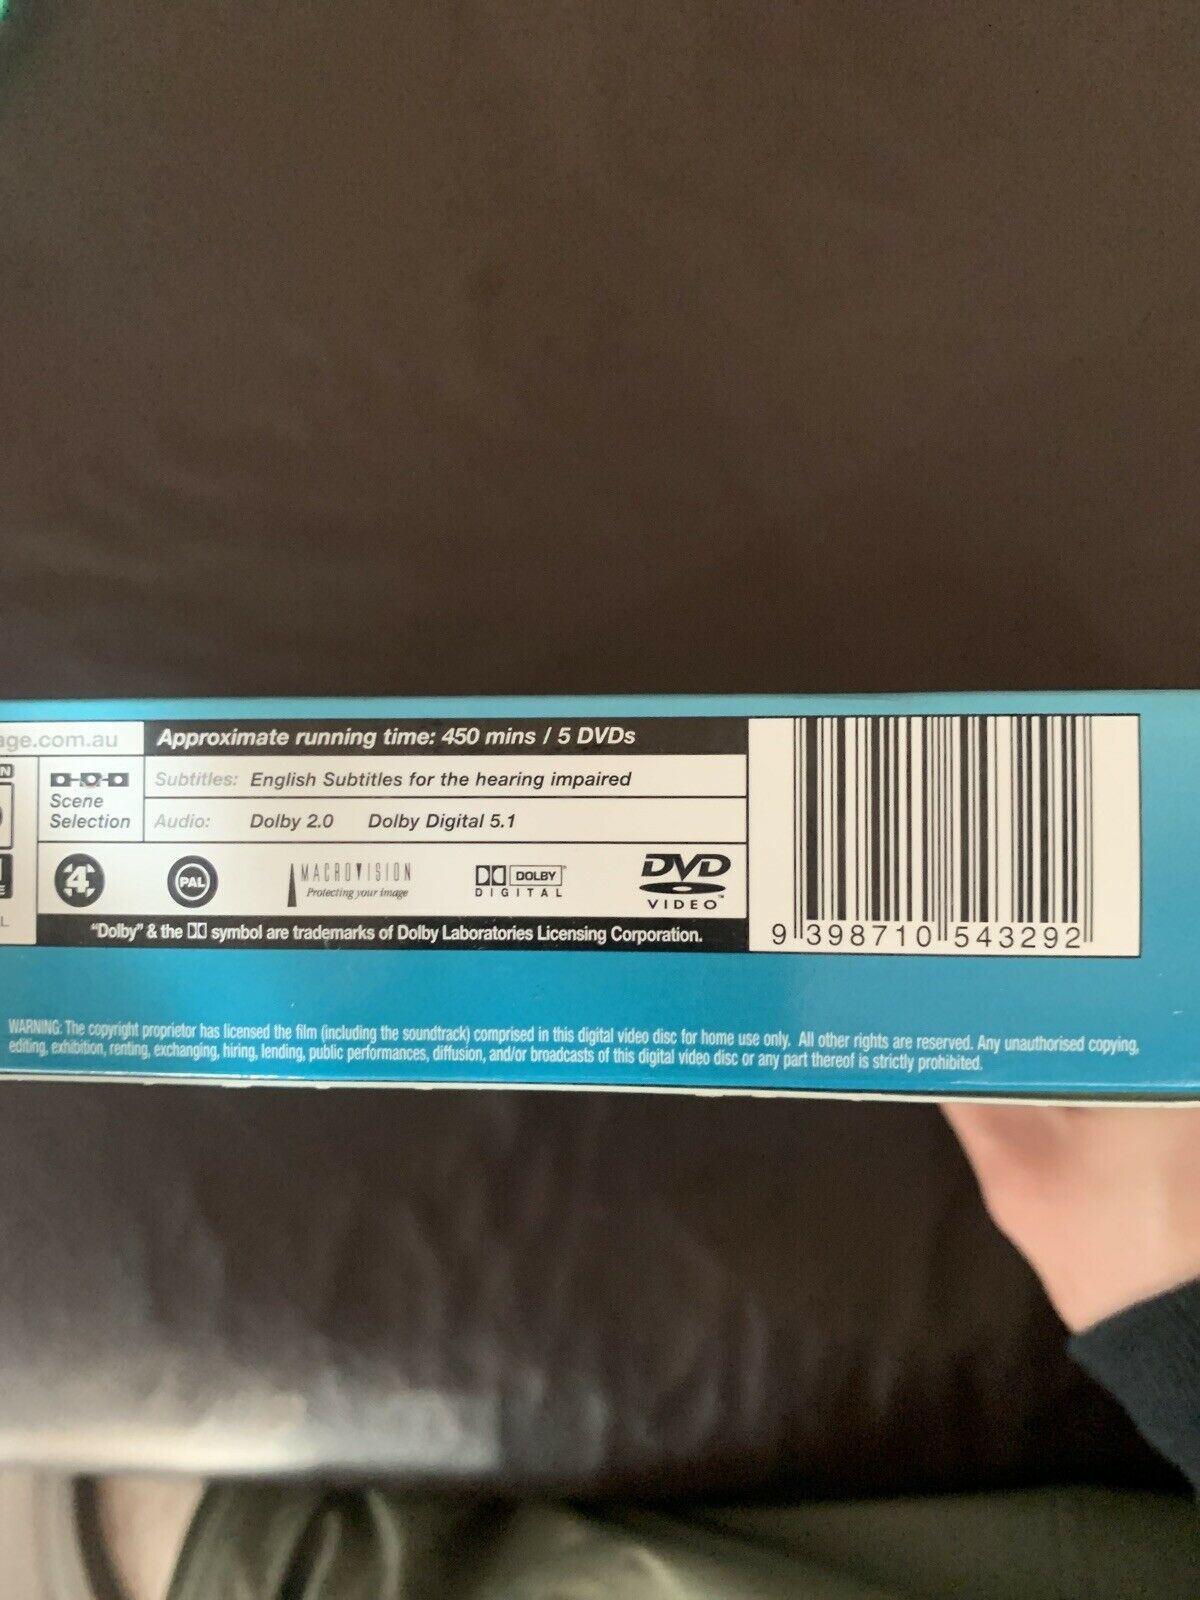 age.com.au
Approximate running time: 450 mins / 5 DVDs
Subtitles: English Subtitles for the hearing impaired
Scene
Selection
Audio: Dolby 2.0 Dolby Digital 5.1
4
PAL
MACROVISION
Protecting your image
DOLBY
DIGITAL
DVD
VIDEO™
"Dolby" & the symbol are trademarks of Dolby Laboratories Licensing Corporation.
9 398710 543292
WARNING: The copyright proprietor has licensed the film (including the soundtrack) comprised in this digital video disc for home use only. All other rights are reserved. Any unauthorised copying,
editing, exhibition, renting, exchanging, hiring, lending, public performances, diffusion, and/or broadcasts of this digital video disc or any part thereof is strictly prohibited.